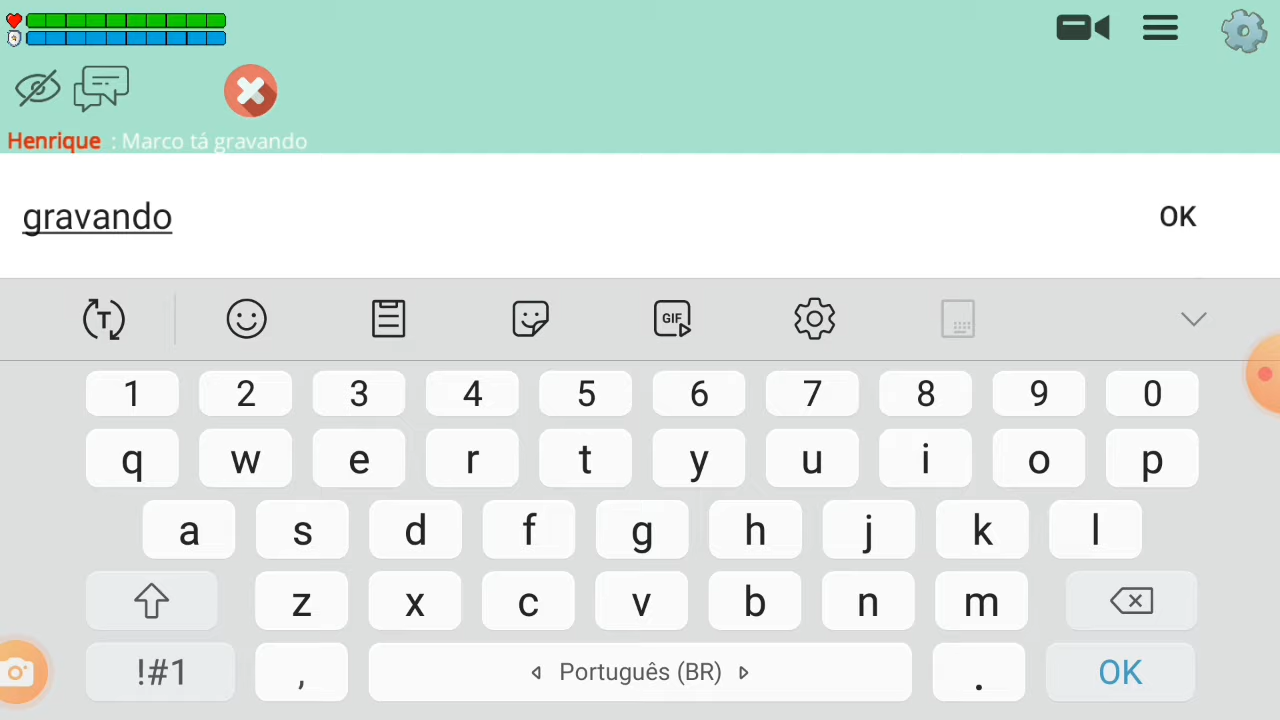 Henrique : Marco tá gravando
gravando
OK
T
GIF
1 2 3 4 5 6 7 8 9 0
q w e r t y u i o p
a s d f g h j k l
z x c v b n m
!#1 , Português (BR) . OK